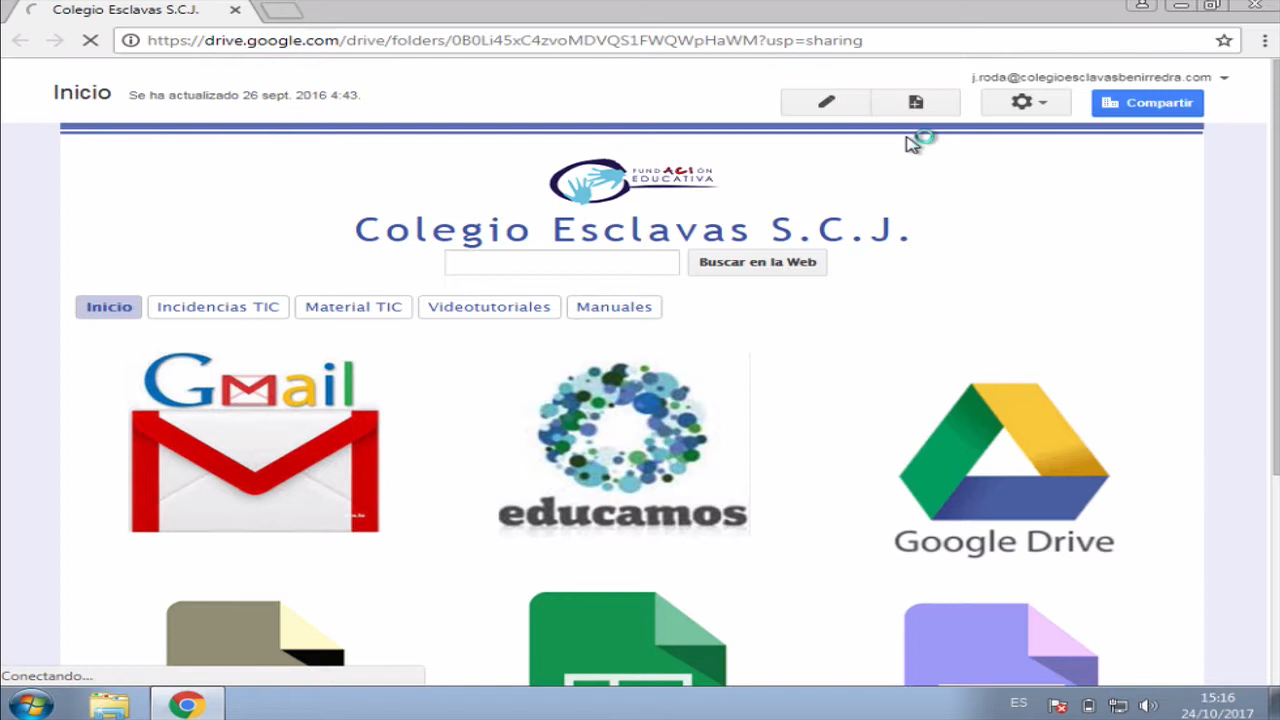 Colegio Esclavas S.C.J.
https://drive.google.com/drive/folders/0B0Li45xC4zvoMDVQS1FWQWpHaWM?usp=sharing
j.roda@colegioesclavasbenirredra.com
Inicio Se ha actualizado 26 sept. 2016 4:43.
Compartir
FUNDACIÓN
EDUCATIVA
Colegio Esclavas S.C.J.
Buscar en la Web
Inicio Incidencias TIC Material TIC Videotutoriales Manuales
Gmail
educamos
Google Drive
Conectando...
ES
15:16
24/10/2017